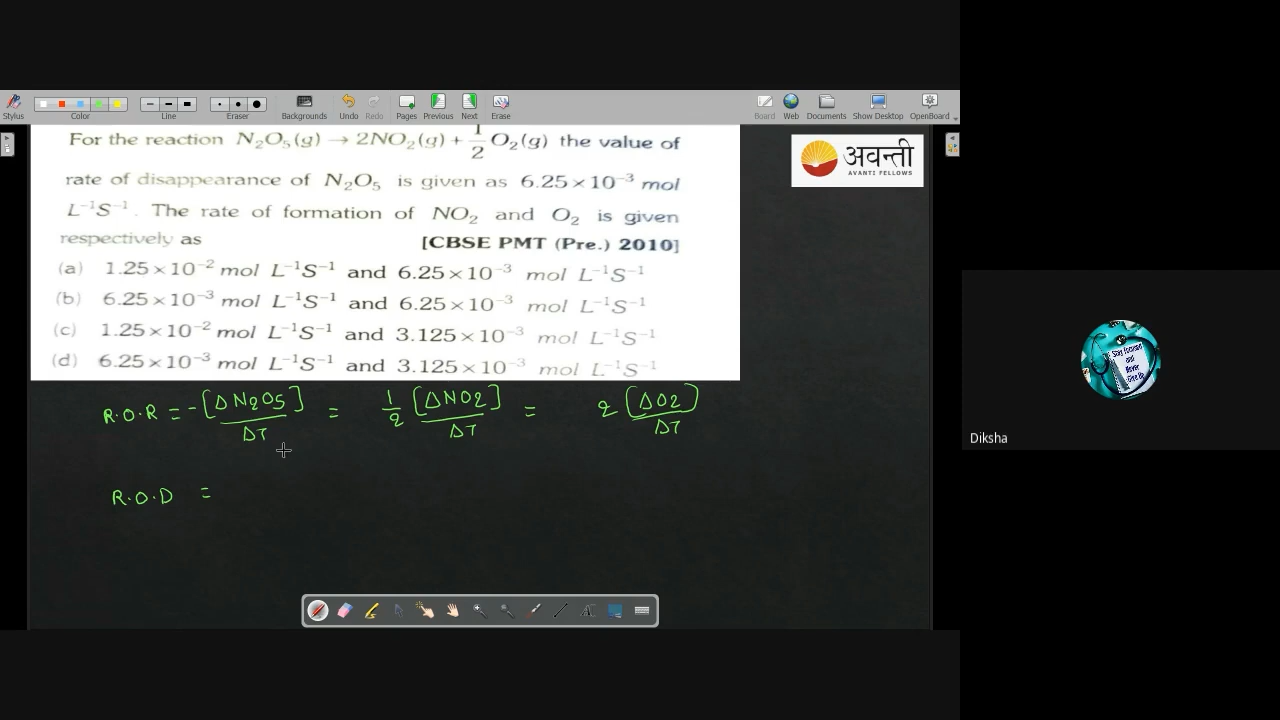 Stylus Color Line Eraser Backgrounds Undo Redo Pages Previous Next Erase Board Web Documents Show Desktop OpenBoard
For the reaction N₂O₅(g) → 2NO₂(g) + 1/2 O₂(g) the value of
rate of disappearance of N₂O₅ is given as 6.25×10⁻³ mol
L⁻¹S⁻¹. The rate of formation of NO₂ and O₂ is given
respectively as [CBSE PMT (Pre.) 2010]
(a) 1.25×10⁻² mol L⁻¹S⁻¹ and 6.25×10⁻³ mol L⁻¹S⁻¹
(b) 6.25×10⁻³ mol L⁻¹S⁻¹ and 6.25×10⁻³ mol L⁻¹S⁻¹
(c) 1.25×10⁻² mol L⁻¹S⁻¹ and 3.125×10⁻³ mol L⁻¹S⁻¹
(d) 6.25×10⁻³ mol L⁻¹S⁻¹ and 3.125×10⁻³ mol L⁻¹S⁻¹
अवन्ती
AVANTI FELLOWS
R.O.R = -[ΔN2O5]/ΔT = 1/2 [ΔNO2]/ΔT = 2 [ΔO2]/ΔT
R.O.D =
Stay focused
and
Never
Give Up
Diksha